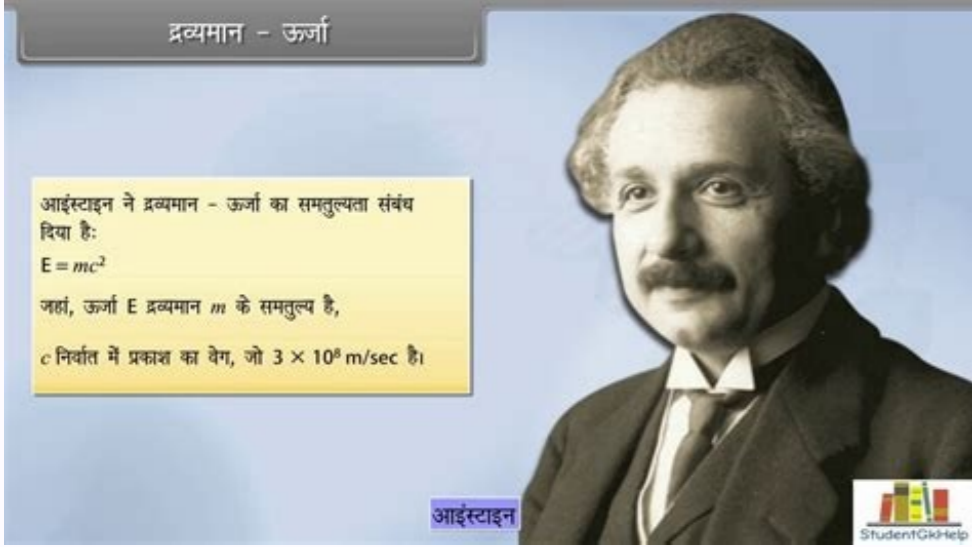 द्रव्यमान - ऊर्जा
आइंस्टाइन ने द्रव्यमान - ऊर्जा का समतुल्यता संबंध
दिया है:
E = mc²
जहां, ऊर्जा E द्रव्यमान m के समतुल्य है,
c निर्वात में प्रकाश का वेग, जो 3 × 10⁸ m/sec है।
आइंस्टाइन
StudentGkHelp